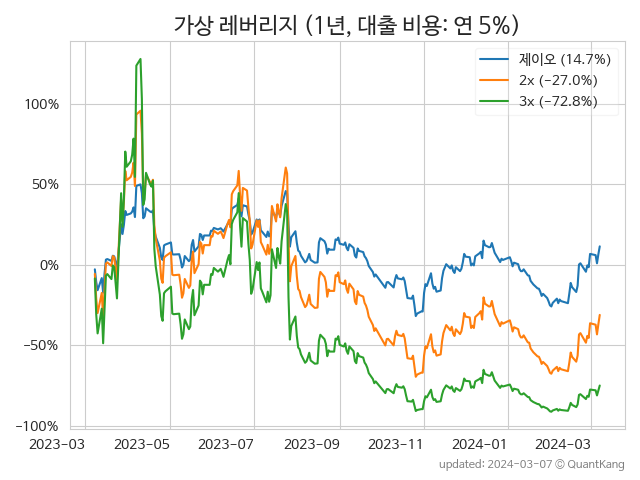 가상 레버리지 (1년, 대출 비용: 연 5%)
제이오 (14.7%)
2x (−27.0%)
3x (−72.8%)
100%
50%
0%
−50%
−100%
2023-03 2023-05 2023-07 2023-09 2023-11 2024-01 2024-03
updated: 2024-03-07 © QuantKang